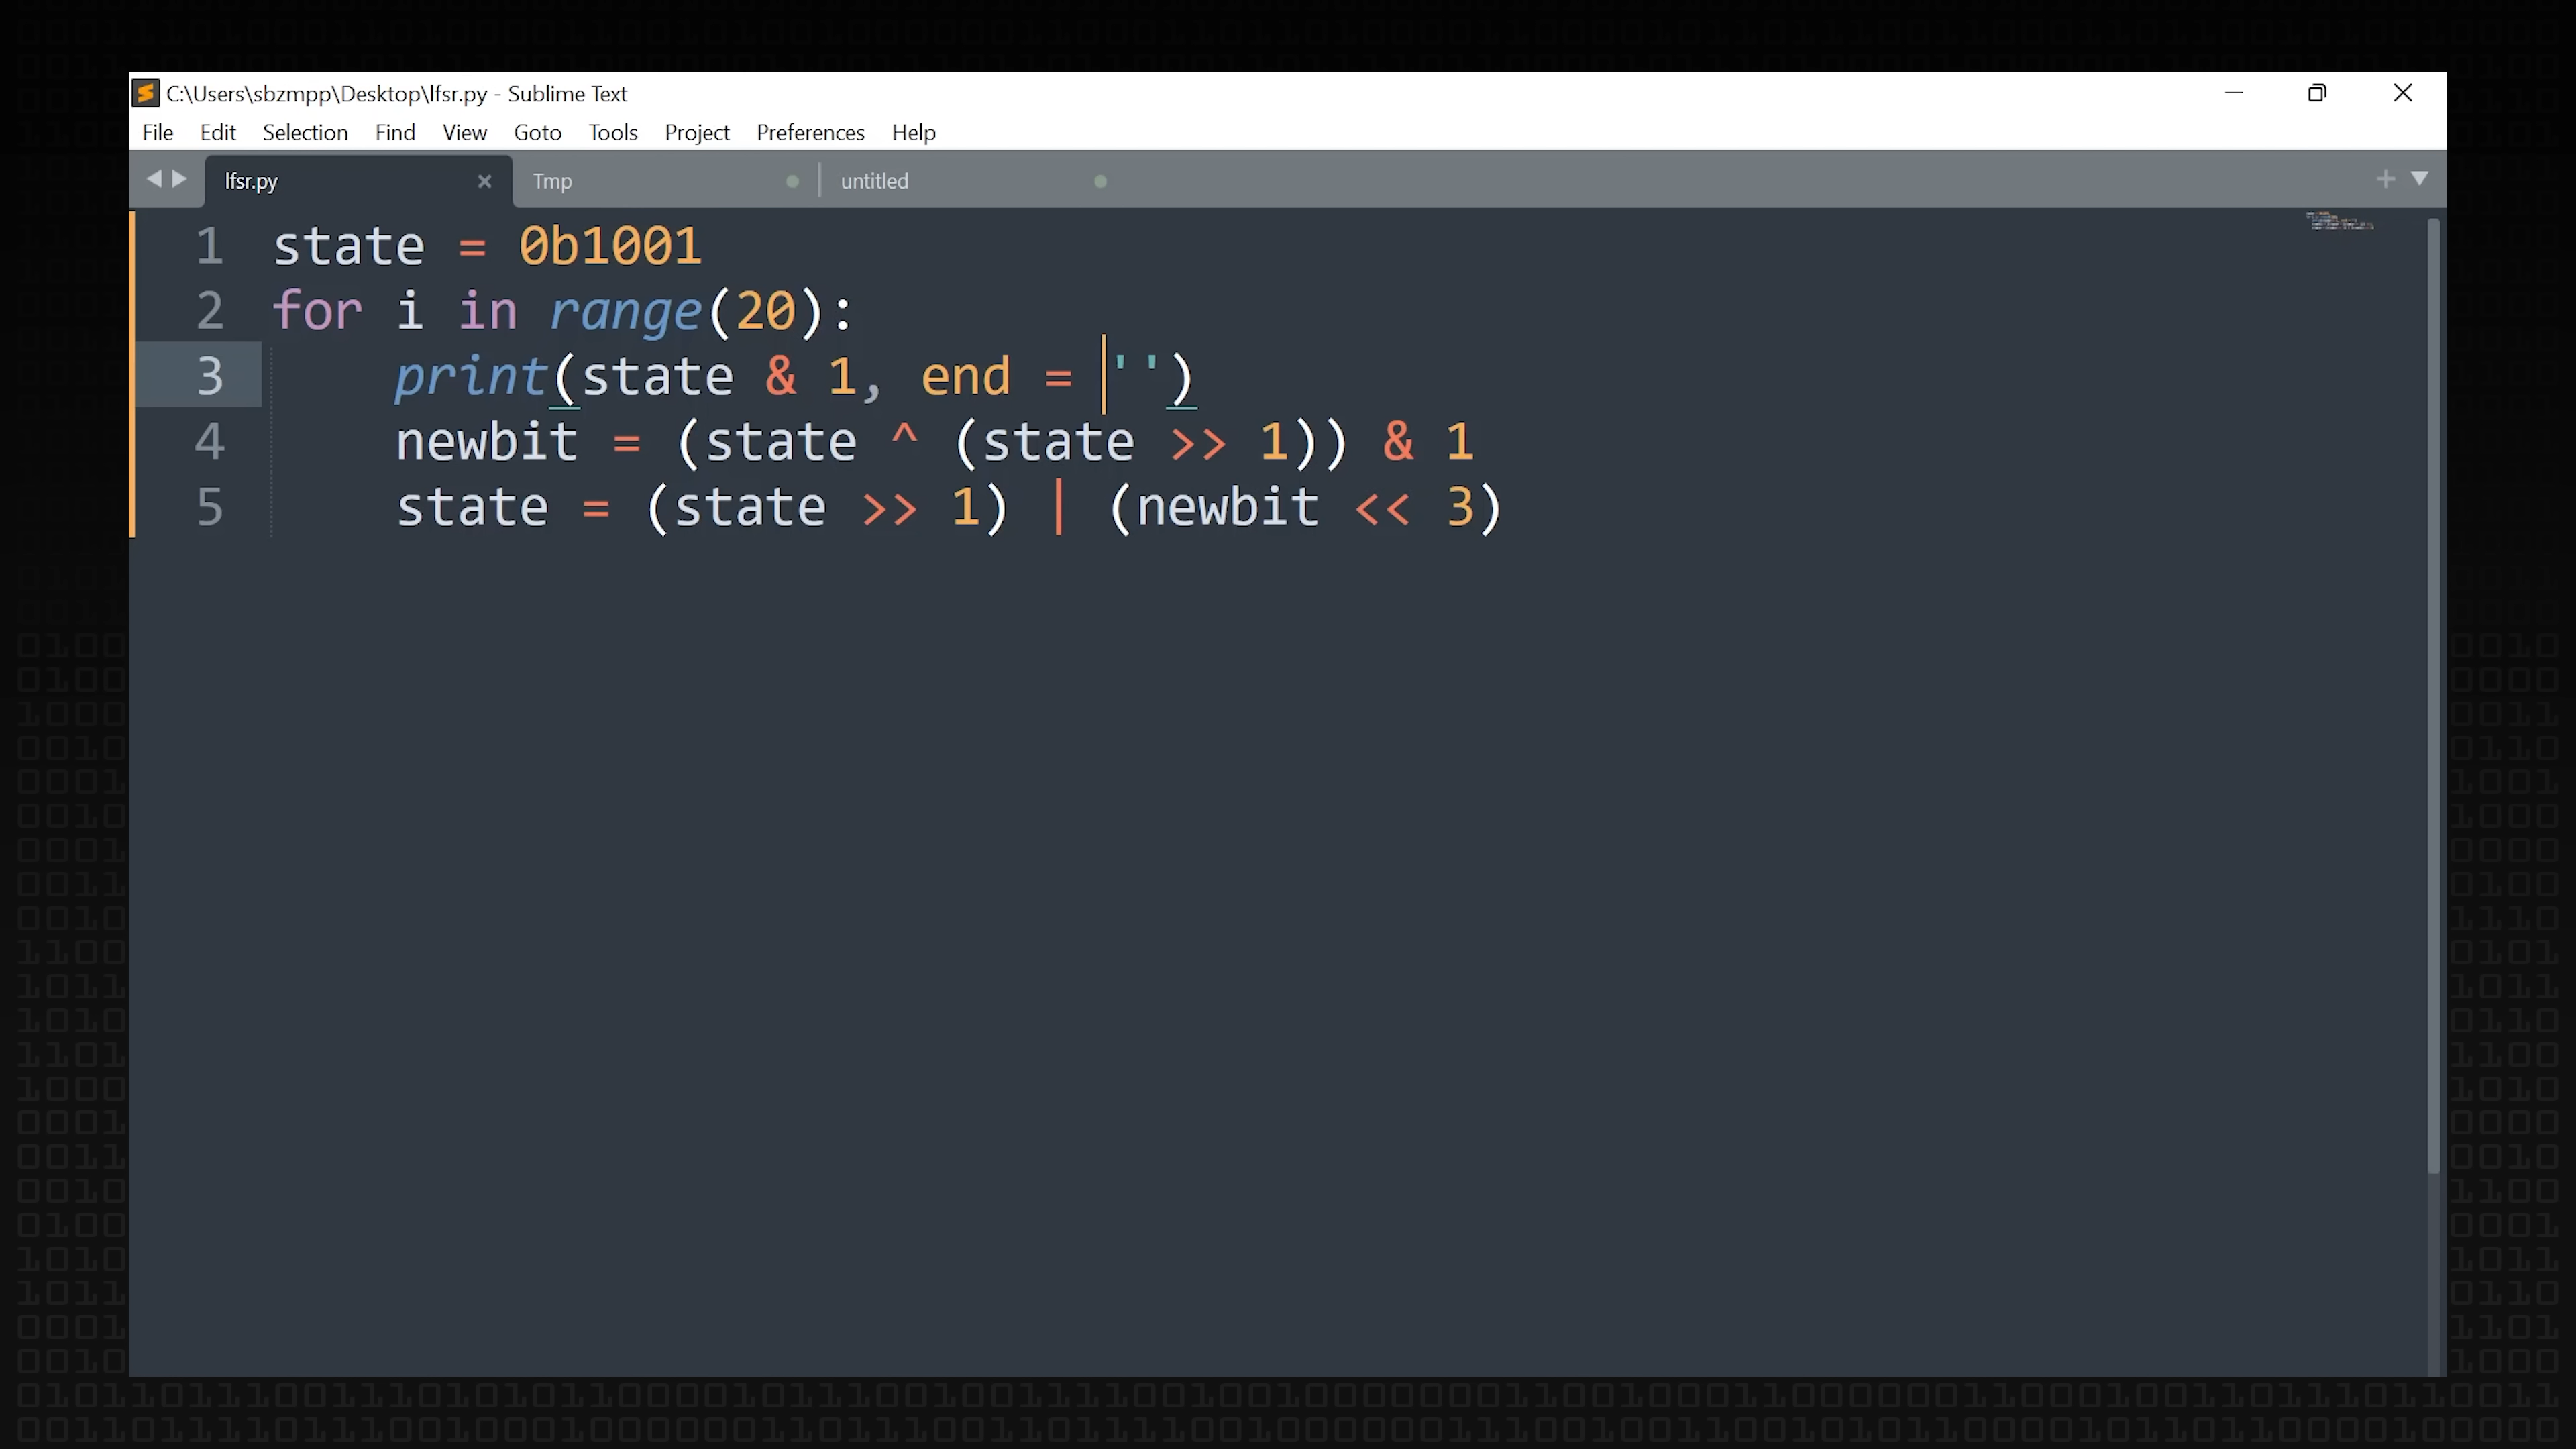 C:\Users\sbzmpp\Desktop\lfsr.py - Sublime Text
File Edit Selection Find View Goto Tools Project Preferences Help
lfsr.py Tmp untitled
1 state = 0b1001
2 for i in range(20):
3     print(state & 1, end = '')
4     newbit = (state ^ (state >> 1)) & 1
5     state = (state >> 1) | (newbit << 3)